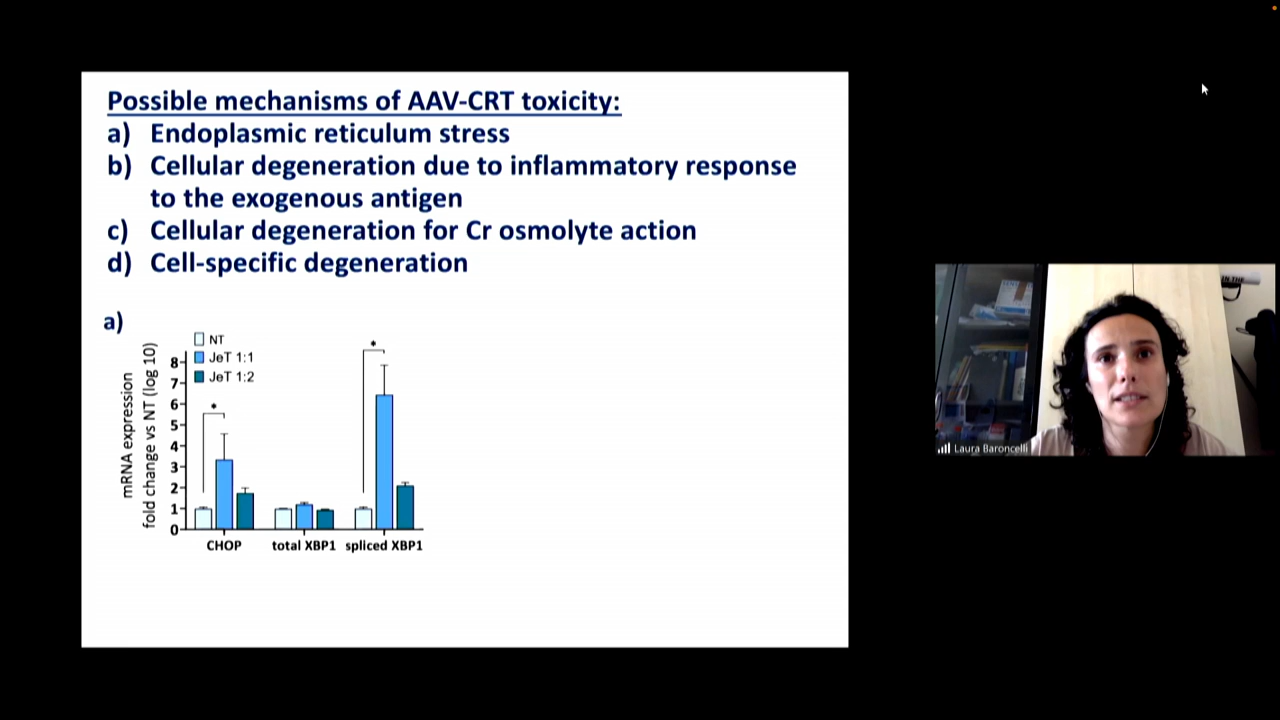 Possible mechanisms of AAV-CRT toxicity:
a) Endoplasmic reticulum stress
b) Cellular degeneration due to inflammatory response
to the exogenous antigen
c) Cellular degeneration for Cr osmolyte action
d) Cell-specific degeneration
a)
mRNA expression
fold change vs NT (log 10)
NT
JeT 1:1
JeT 1:2
8
7
6
5
4
3
2
1
0
*
*
CHOP
total XBP1
spliced XBP1
IN THE
Laura Baroncelli